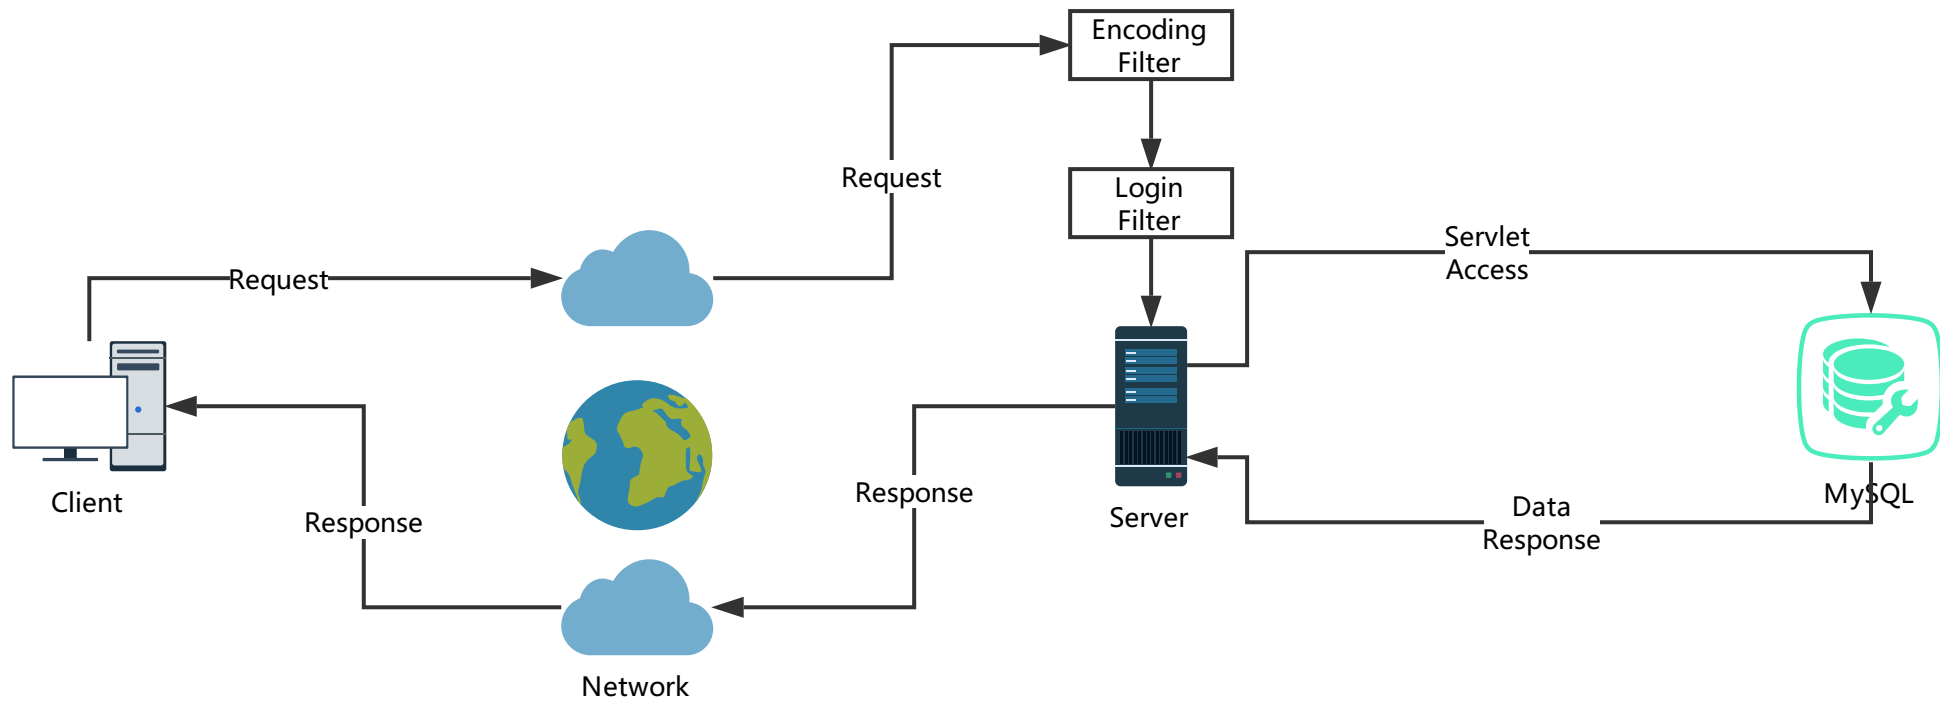 Encoding
Filter
Request
Login
Filter
Servlet
Access
Request
Client
Response
Response
Server
MySQL
Data
Response
Network